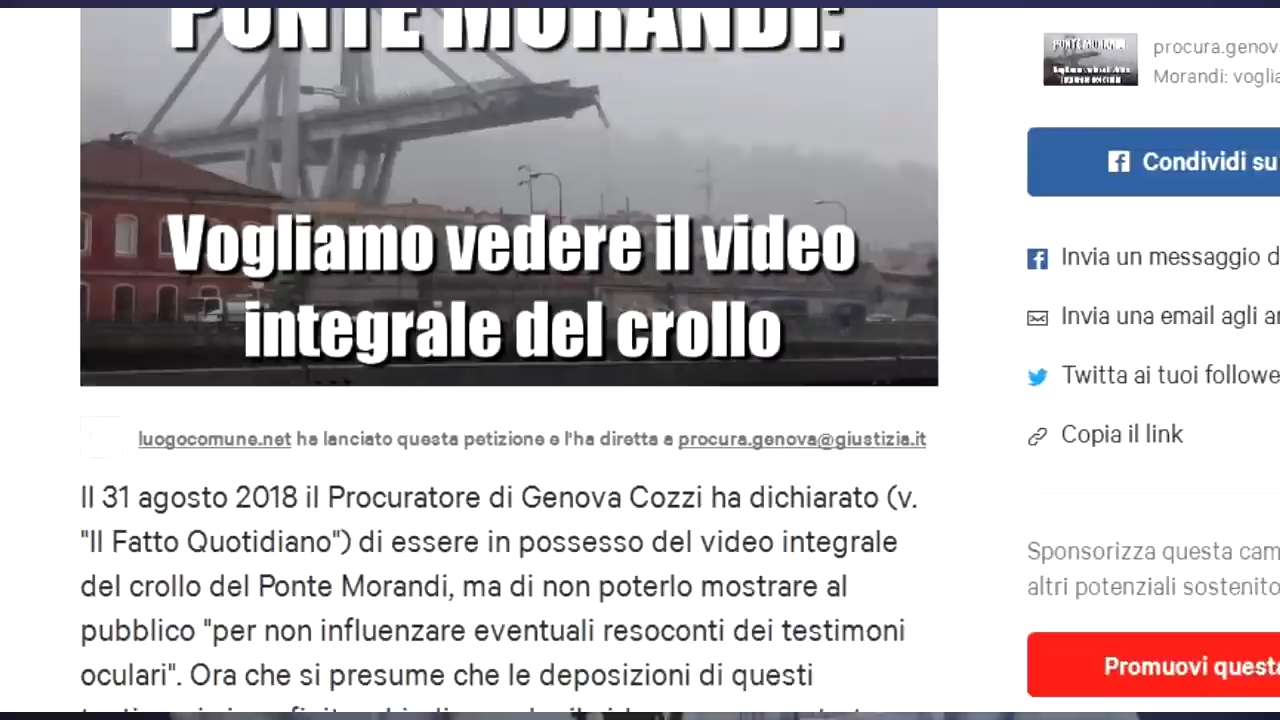 PONTE MORANDI:
Vogliamo vedere il video
integrale del crollo
luogocomune.net ha lanciato questa petizione e l'ha diretta a procura.genova@giustizia.it
Il 31 agosto 2018 il Procuratore di Genova Cozzi ha dichiarato (v.
"Il Fatto Quotidiano") di essere in possesso del video integrale
del crollo del Ponte Morandi, ma di non poterlo mostrare al
pubblico "per non influenzare eventuali resoconti dei testimoni
oculari". Ora che si presume che le deposizioni di questi
PONTE MORANDI:
procura.genov
Morandi: voglia
Condividi su
Invia un messaggio d
Invia una email agli a
Twitta ai tuoi followe
Copia il link
Sponsorizza questa cam
altri potenziali sostenito
Promuovi questa